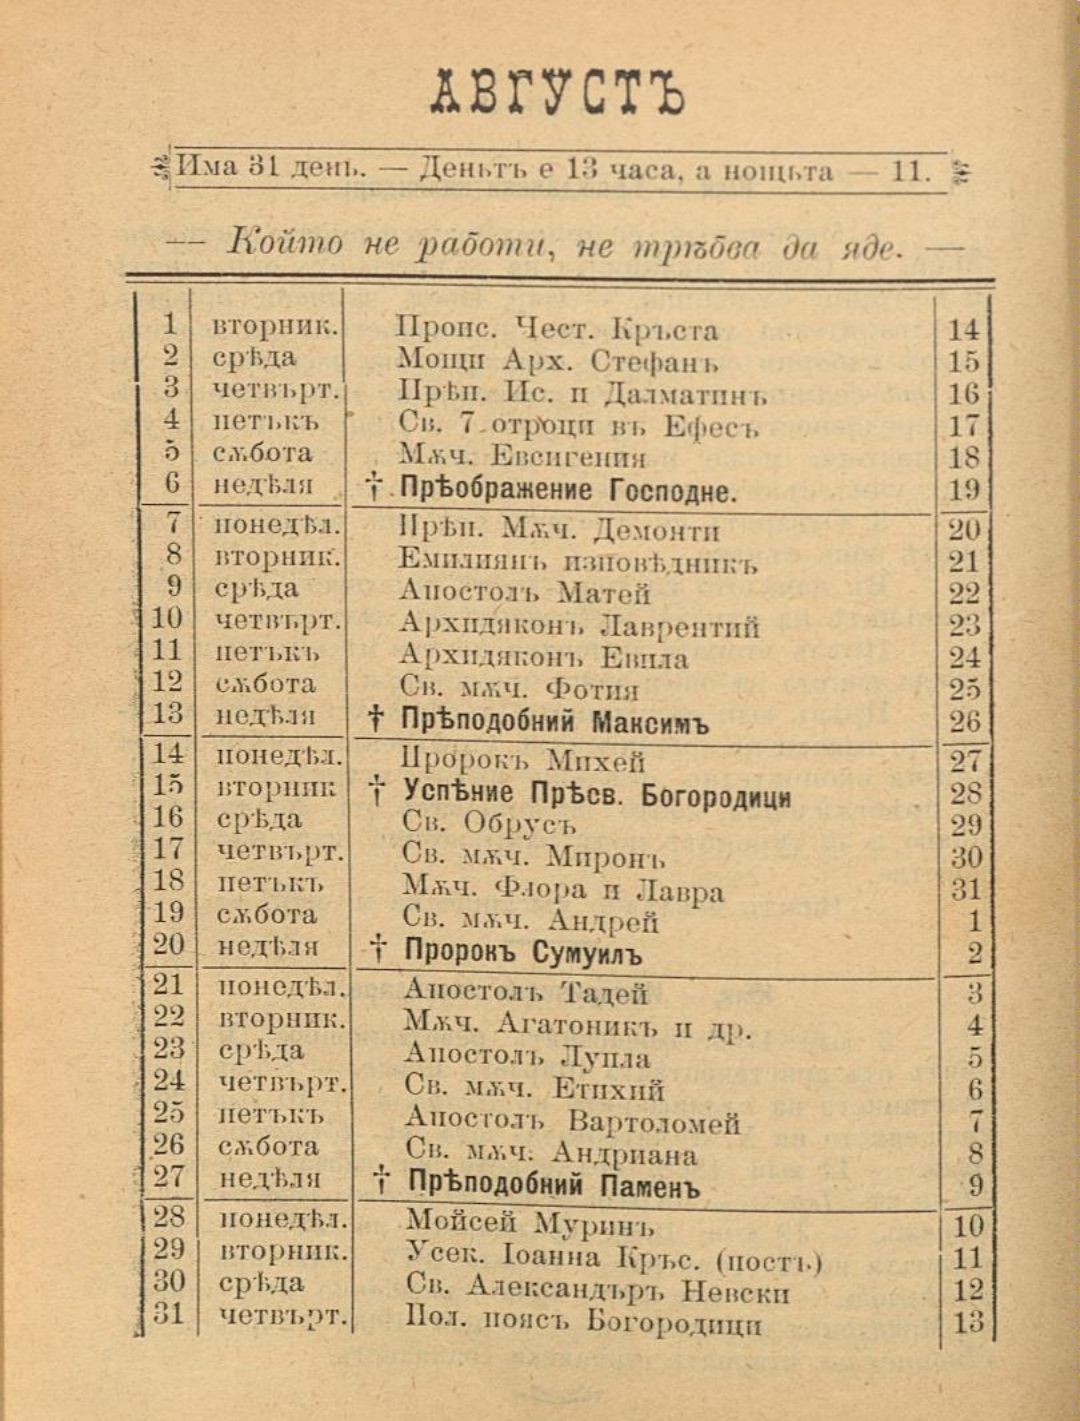 АВГУСТЪ
Има 31 день. — Деньтъ е 13 часа, а нощьта — 11.
— Който не работи, не трѣбва да яде. —
1 вторник. Пропс. Чест. Кръста 14
2 срѣда Мощи Арх. Стефанъ 15
3 четвърт. Прѣп. Ис. и Далматинъ 16
4 петъкъ Св. 7 отроци въ Ефесъ 17
5 сѫбота Мѫч. Евсигения 18
6 недѣля † Прѣображение Господне. 19
7 понедѣл. Прѣп. Мѫч. Демонти 20
8 вторник. Емилиянъ изповѣдникъ 21
9 срѣда Апостолъ Матей 22
10 четвърт. Архидяконъ Лаврентий 23
11 петъкъ Архидяконъ Евпла 24
12 сѫбота Св. мѫч. Фотия 25
13 недѣля † Прѣподобний Максимъ 26
14 понедѣл. Пророкъ Михей 27
15 вторник † Успѣние Прѣсв. Богородици 28
16 срѣда Св. Обрусъ 29
17 четвърт. Св. мѫч. Миронъ 30
18 петъкъ Мѫч. Флора и Лавра 31
19 сѫбота Св. мѫч. Андрей 1
20 недѣля † Пророкъ Сумуилъ 2
21 понедѣл. Апостолъ Тадей 3
22 вторник. Мѫч. Агатоникъ и др. 4
23 срѣда Апостолъ Лупла 5
24 четвърт. Св. мѫч. Етихий 6
25 петъкъ Апостолъ Вартоломей 7
26 сѫбота Св. мѫч. Андриана 8
27 недѣля † Прѣподобний Паменъ 9
28 понедѣл. Мойсей Муринъ 10
29 вторник. Усек. Іоанна Кръс. (постъ) 11
30 срѣда Св. Александъръ Невски 12
31 четвърт. Пол. поясъ Богородици 13